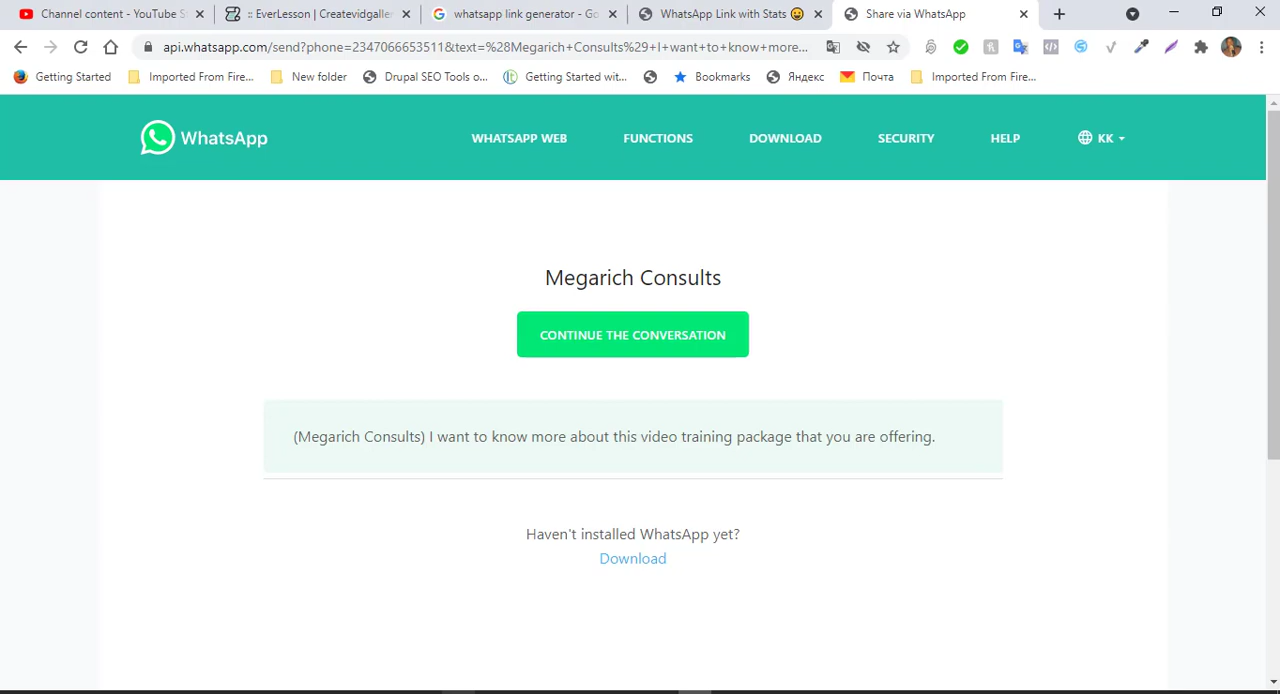 Channel content - YouTube S
:: EverLesson | Createvidgaller
whatsapp link generator - Go
WhatsApp Link with Stats 😀
Share via WhatsApp
api.whatsapp.com/send?phone=2347066653511&text=%28Megarich+Consults%29+I+want+to+know+more...
Getting Started
Imported From Fire...
New folder
Drupal SEO Tools o...
Getting Started wit...
Bookmarks
Яндекс
Почта
Imported From Fire...
WhatsApp
WHATSAPP WEB
FUNCTIONS
DOWNLOAD
SECURITY
HELP
KK
Megarich Consults
CONTINUE THE CONVERSATION
(Megarich Consults) I want to know more about this video training package that you are offering.
Haven't installed WhatsApp yet?
Download